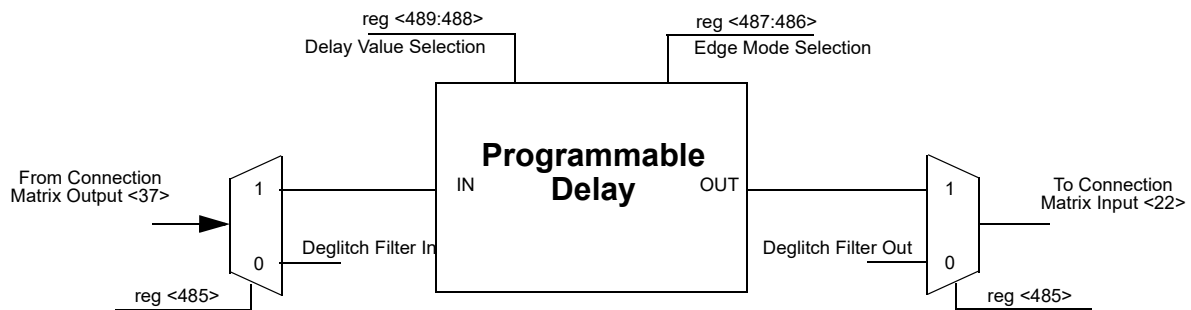 reg <489:488>
Delay Value Selection
reg <487:486>
Edge Mode Selection
Programmable
Delay
IN
OUT
From Connection
Matrix Output <37>
1
0
Deglitch Filter In
reg <485>
Deglitch Filter Out
1
0
To Connection
Matrix Input <22>
reg <485>